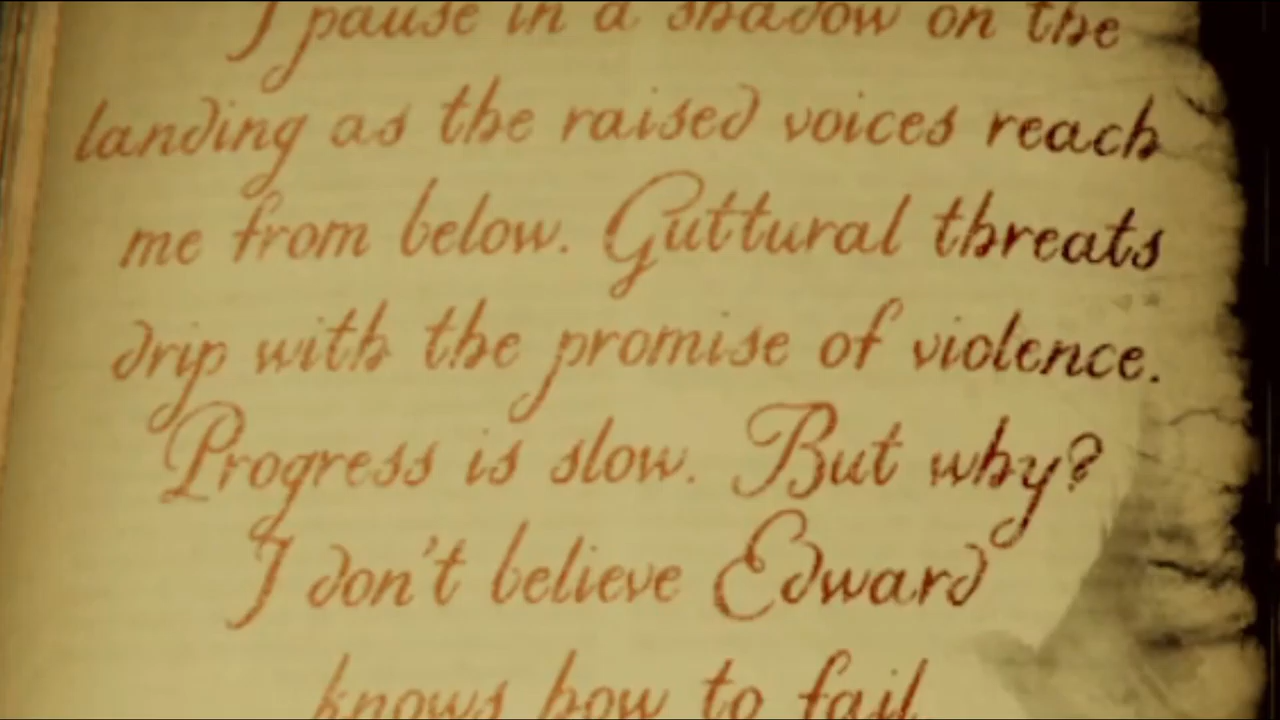 I pause in a shadow on the
landing as the raised voices reach
me from below. Guttural threats
drip with the promise of violence.
Progress is slow. But why?
I don't believe Edward
knows how to fail.